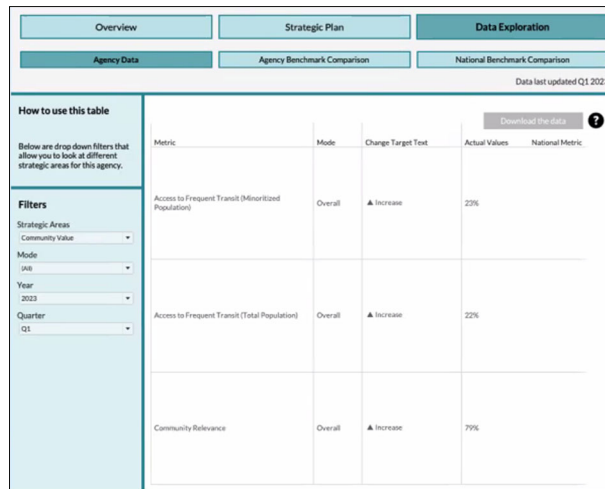 Overview
Strategic Plan
Data Exploration
Agency Data
Agency Benchmark Comparison
National Benchmark Comparison
Data last updated Q1
How to use this table
Below are drop down filters that
allow you to look at different
strategic areas for this agency.
Download the data
?
Metric
Mode
Change Target Text
Actual Values
National Metric
Access to Frequent Transit (Minoritized
Population)
Overall
▲ Increase
23%
Filters
Strategic Areas
Community Value
Mode
(All)
Year
2023
Quarter
Q1
Access to Frequent Transit (Total Population)
Overall
▲ Increase
22%
Community Relevance
Overall
▲ Increase
79%